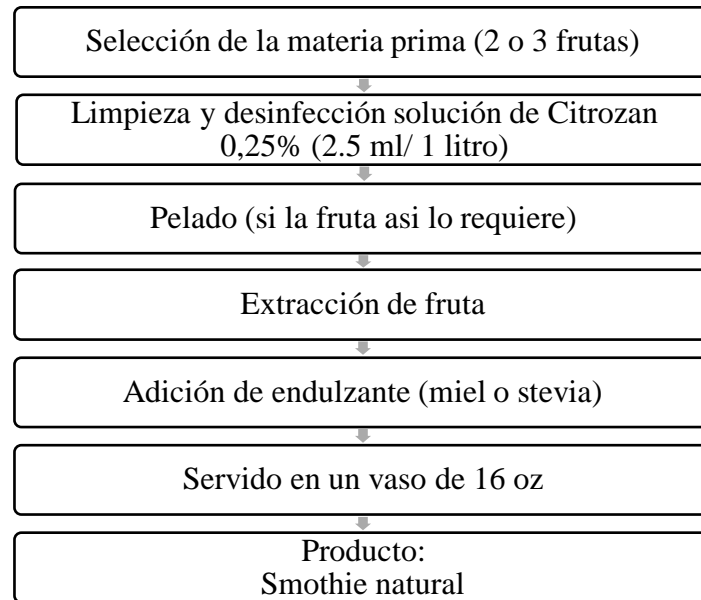 Selección de la materia prima (2 o 3 frutas)
Limpieza y desinfección solución de Citrozan
0,25% (2.5 ml/ 1 litro)
Pelado (si la fruta asi lo requiere)
Extracción de fruta
Adición de endulzante (miel o stevia)
Servido en un vaso de 16 oz
Producto:
Smothie natural